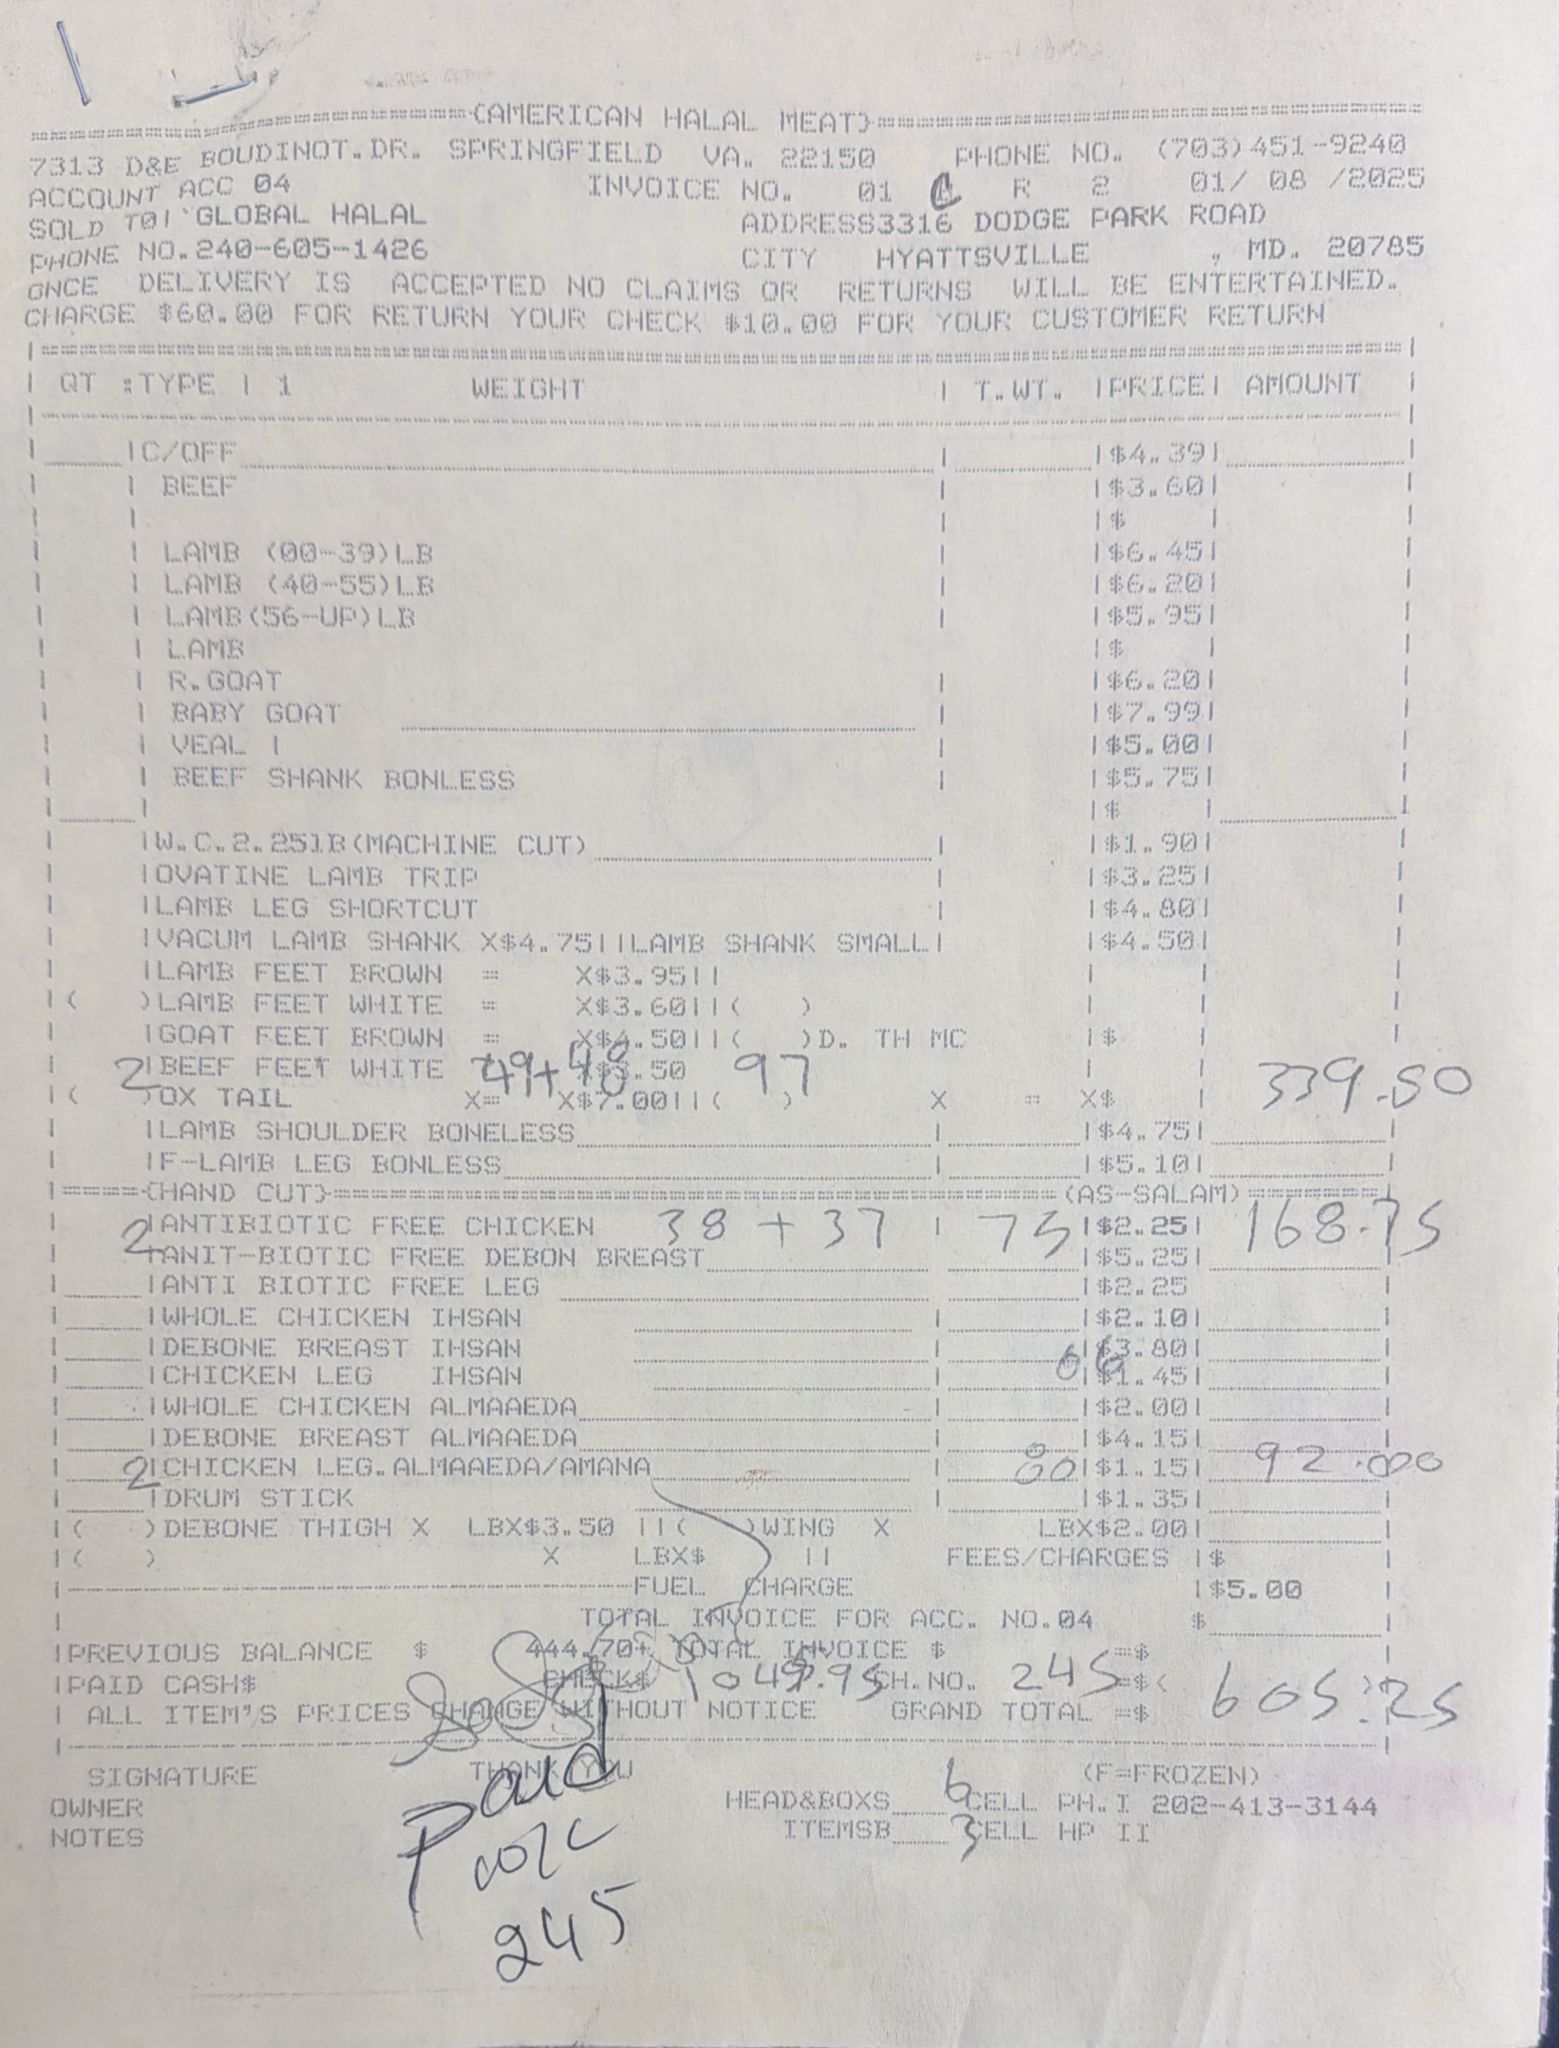 (AMERICAN HALAL MEAT)
7313 D&E BOUDINOT.DR. SPRINGFIELD VA. 22150 PHONE NO. (703)451-9240
ACCOUNT ACC 04 INVOICE NO. 01 R 2 01/ 08 /2025
SOLD TO GLOBAL HALAL ADDRESS3316 DODGE PARK ROAD
PHONE NO.240-605-1426 CITY HYATTSVILLE , MD. 20785
ONCE DELIVERY IS ACCEPTED NO CLAIMS OR RETURNS WILL BE ENTERTAINED.
CHARGE $60.00 FOR RETURN YOUR CHECK $10.00 FOR YOUR CUSTOMER RETURN
QT :TYPE | 1 WEIGHT | T.WT. |PRICE| AMOUNT
|C/OFF |$4.39|
| BEEF |$3.60|
|$ |
| LAMB (00-39)LB |$6.45|
| LAMB (40-55)LB |$6.20|
| LAMB(56-UP)LB |$5.95|
| LAMB |$ |
| R.GOAT |$6.20|
| BABY GOAT |$7.99|
| VEAL | |$5.00|
| BEEF SHANK BONLESS |$5.75|
|$ |
|W.C.2.25lB(MACHINE CUT) |$1.90|
|OVATINE LAMB TRIP |$3.25|
|LAMB LEG SHORTCUT |$4.80|
|VACUM LAMB SHANK X$4.75||LAMB SHANK SMALL| |$4.50|
|LAMB FEET BROWN = X$3.95||
|( )LAMB FEET WHITE = X$3.60||( )
|GOAT FEET BROWN = X$4.50||( )D. TH MC |$ |
2 |BEEF FEET WHITE 49+48 .50 97 339.50
|( )OX TAIL X= X$7.00||( ) X = X$ |
|LAMB SHOULDER BONELESS |$4.75|
|F-LAMB LEG BONLESS |$5.10|
(HAND CUT) (AS-SALAM)
2 |ANTIBIOTIC FREE CHICKEN 38 + 37 | 75 |$2.25| 168.75
|ANIT-BIOTIC FREE DEBON BREAST |$5.25|
|ANTI BIOTIC FREE LEG |$2.25
|WHOLE CHICKEN IHSAN |$2.10|
|DEBONE BREAST IHSAN |$3.80|
|CHICKEN LEG IHSAN $1.45|
|WHOLE CHICKEN ALMAAEDA |$2.00|
|DEBONE BREAST ALMAAEDA |$4.15|
2 |CHICKEN LEG.ALMAAEDA/AMANA 80 |$1.15| 92.000
|DRUM STICK |$1.35|
|( )DEBONE THIGH X LBX$3.50 ||( )WING X LBX$2.00|
|( ) X LBX$ || FEES/CHARGES |$
FUEL CHARGE |$5.00
TOTAL INVOICE FOR ACC. NO.04 $
|PREVIOUS BALANCE $ 444.70+ TOTAL INVOICE $ =$
|PAID CASH$ CHECK$ 1049.95 CH.NO. 245 =$( 605.25
| ALL ITEM'S PRICES CHANGE WITHOUT NOTICE GRAND TOTAL =$
SIGNATURE THANK YOU (F=FROZEN)
OWNER HEAD&BOXS 6 CELL PH.I 202-413-3144
NOTES ITEMSB 3 CELL HP II
Paid
245